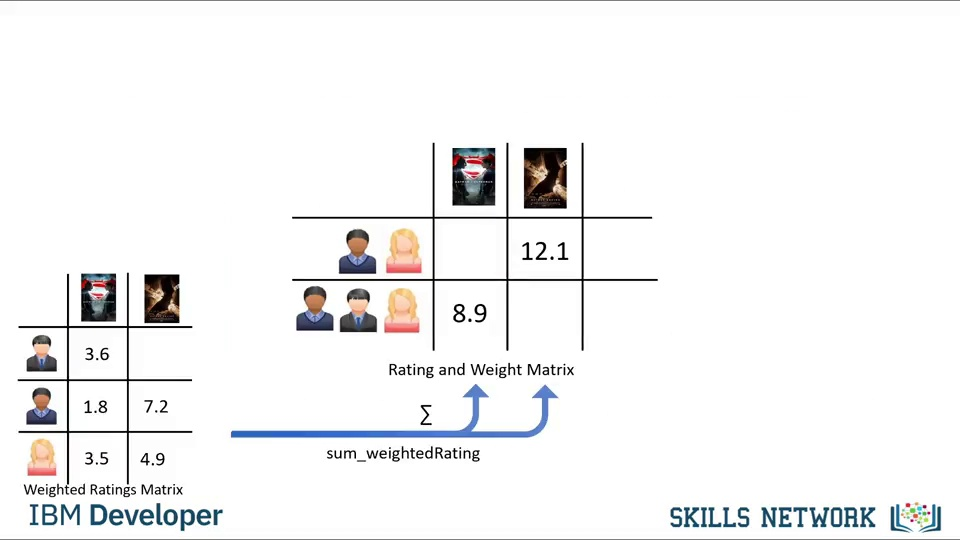 12.1
8.9
Rating and Weight Matrix
∑
sum_weightedRating
3.6
1.8 7.2
3.5 4.9
Weighted Ratings Matrix
IBM Developer
SKILLS NETWORK